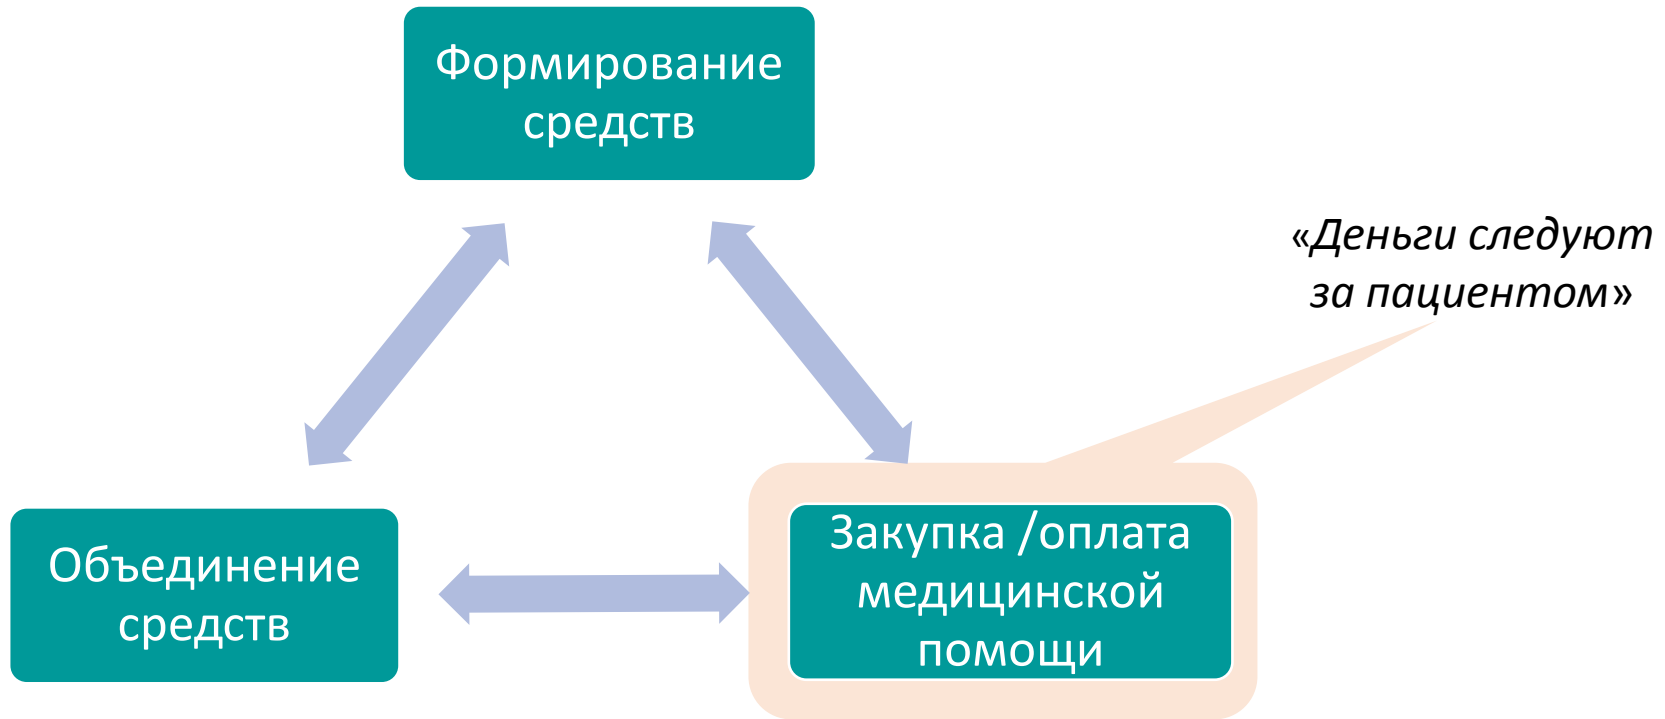 Формирование
средств
«Деньги следуют
за пациентом»
Объединение
средств
Закупка /оплата
медицинской
помощи